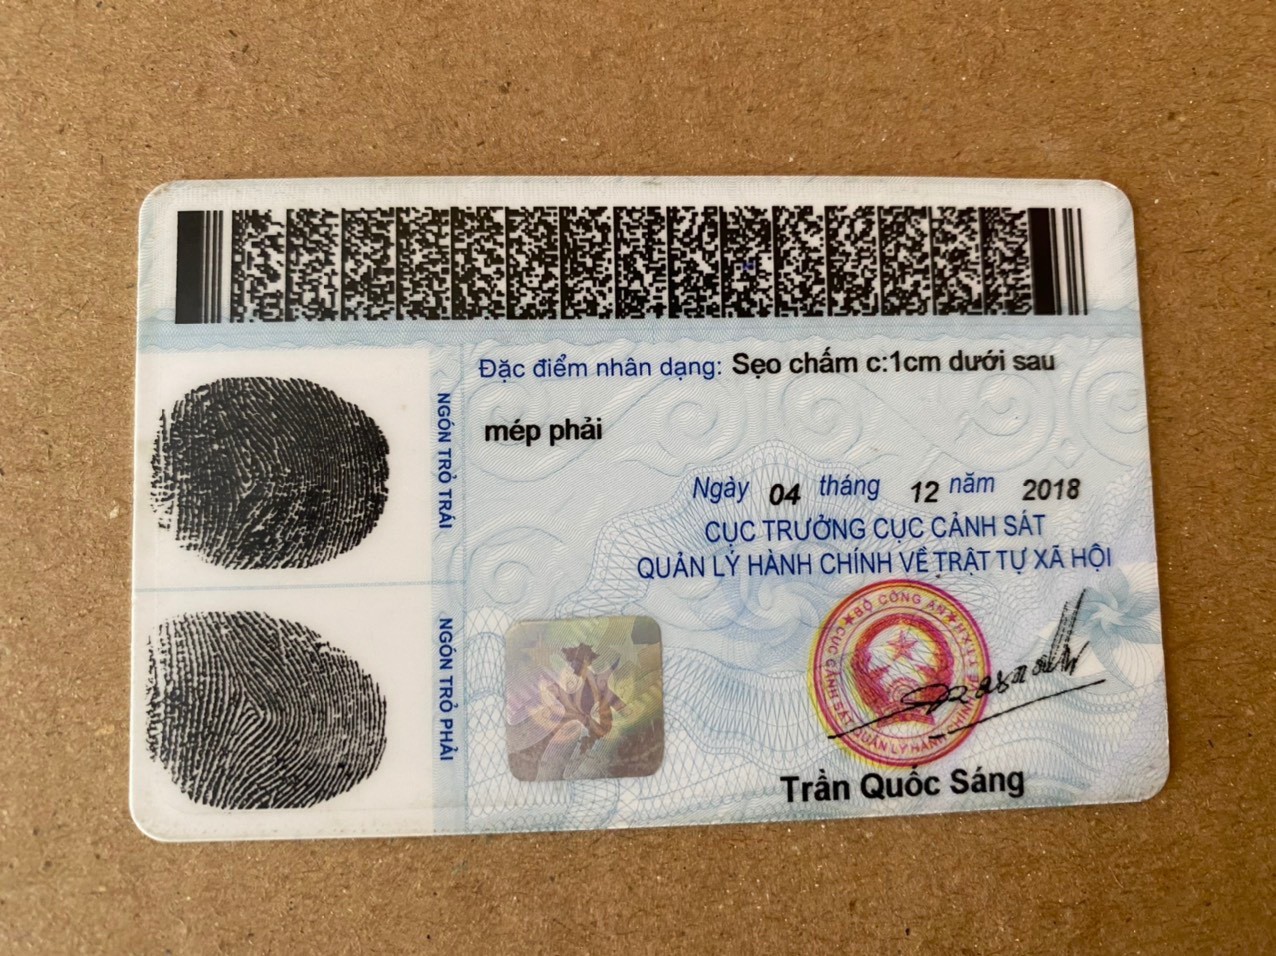 Đặc điểm nhân dạng: Sẹo chấm c:1cm dưới sau
mép phải
NGÓN TRỎ TRÁI
NGÓN TRỎ PHẢI
Ngày 04 tháng 12 năm 2018
CỤC TRƯỞNG CỤC CẢNH SÁT
QUẢN LÝ HÀNH CHÍNH VỀ TRẬT TỰ XÃ HỘI
BỘ CÔNG AN
Trần Quốc Sáng